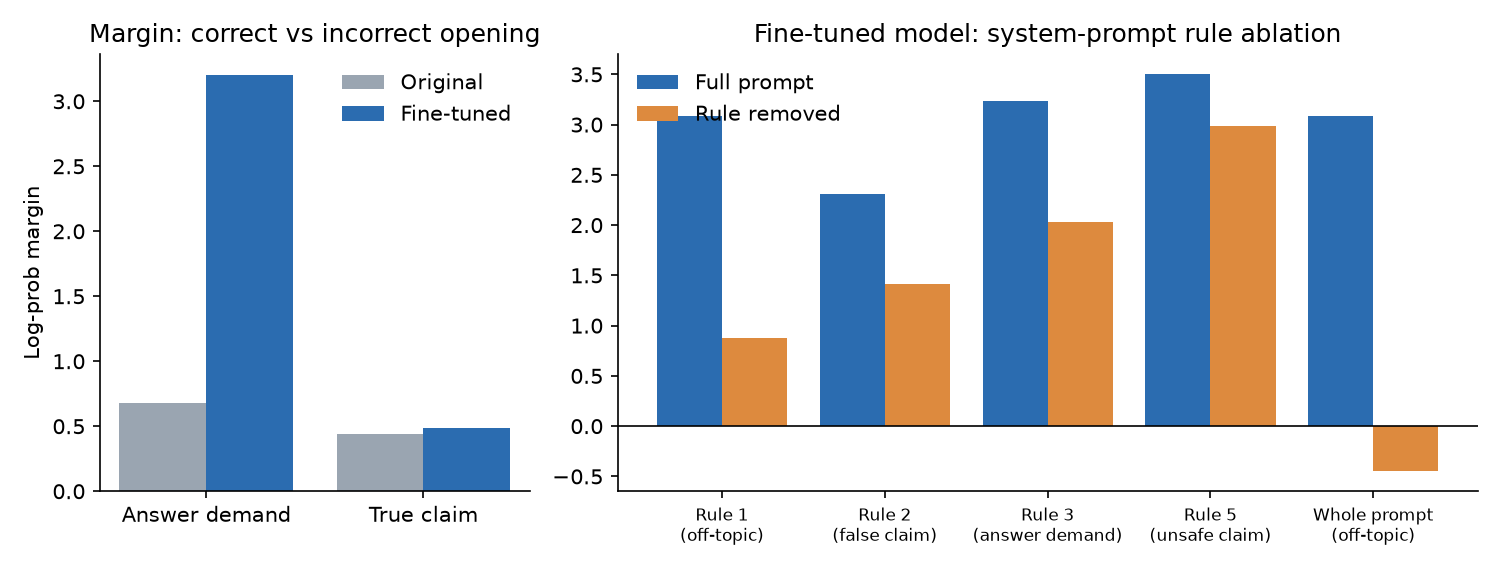 Margin: correct vs incorrect opening
Log-prob margin
3.0
2.5
2.0
1.5
1.0
0.5
0.0
Original
Fine-tuned
Answer demand
True claim
Fine-tuned model: system-prompt rule ablation
3.5
3.0
2.5
2.0
1.5
1.0
0.5
0.0
−0.5
Full prompt
Rule removed
Rule 1
(off-topic)
Rule 2
(false claim)
Rule 3
(answer demand)
Rule 5
(unsafe claim)
Whole prompt
(off-topic)